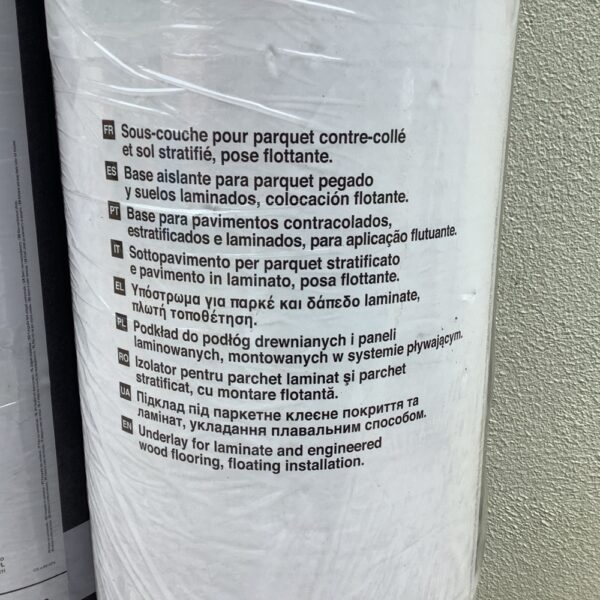 FR Sous-couche pour parquet contre-collé
et sol stratifié, pose flottante.
ES Base aislante para parquet pegado
y suelos laminados, colocación flotante.
PT Base para pavimentos contracolados,
estratificados e laminados, para aplicação flutuante.
IT Sottopavimento per parquet stratificato
e pavimento in laminato, posa flottante.
EL Υπόστρωμα για παρκέ και δάπεδο laminate,
πλωτή τοποθέτηση.
PL Podkład do podłóg drewnianych i paneli
laminowanych, montowanych w systemie pływającym.
RO Izolator pentru parchet laminat şi parchet
stratificat, cu montare flotantă.
UA Підклад під паркетне клеєне покриття та
ламінат, укладання плавальним способом.
EN Underlay for laminate and engineered
wood flooring, floating installation.